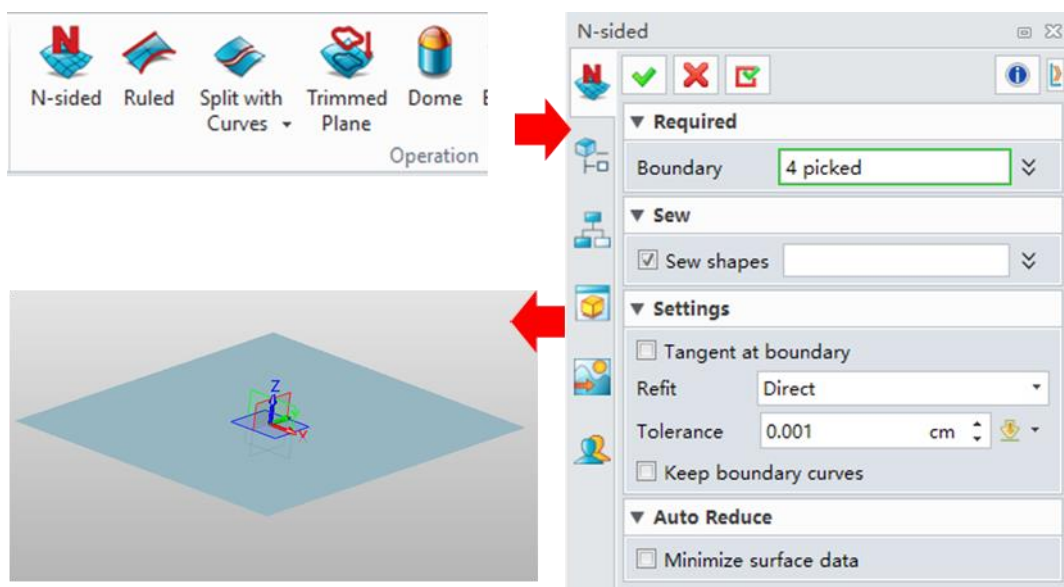 N-sided Ruled Split with Curves Trimmed Plane Dome
Operation
N-sided
Required
Boundary 4 picked
Sew
Sew shapes
Settings
Tangent at boundary
Refit Direct
Tolerance 0.001 cm
Keep boundary curves
Auto Reduce
Minimize surface data
Z
X